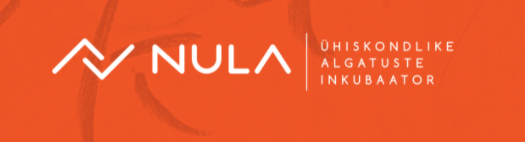 NULA
ÜHISKONDLIKE
ALGATUSTE
INKUBAATOR